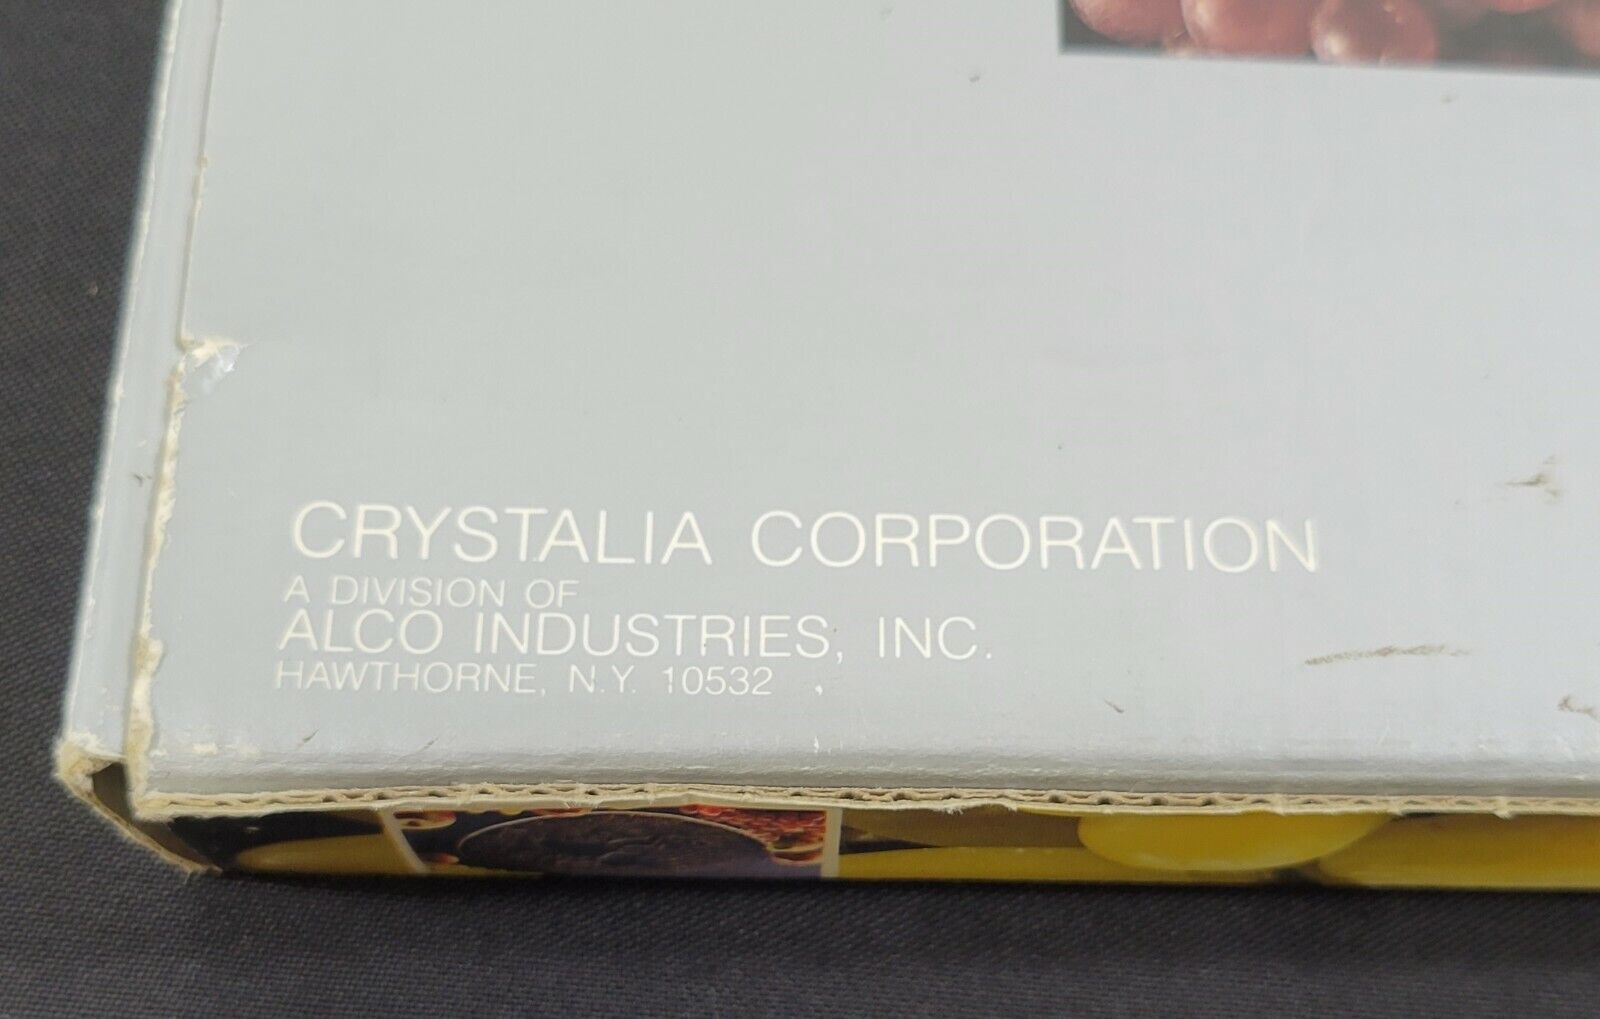 CRYSTALIA CORPORATION
A DIVISION OF
ALCO INDUSTRIES, INC.
HAWTHORNE, N.Y. 10532